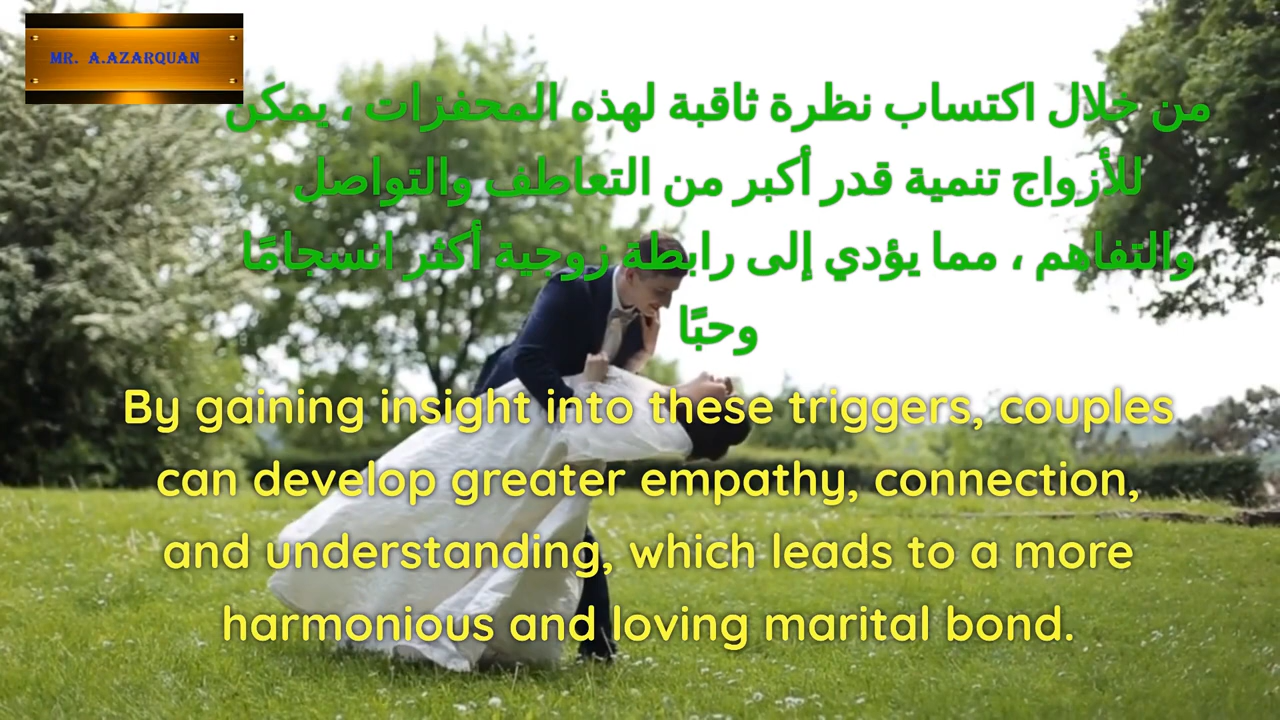 MR. A.AZARQUAN
من خلال اكتساب نظرة ثاقبة لهذه المحفزات ، يمكن
للأزواج تنمية قدر أكبر من التعاطف والتواصل
والتفاهم ، مما يؤدي إلى رابطة زوجية أكثر انسجامًا
وحبًا
By gaining insight into these triggers, couples
can develop greater empathy, connection,
and understanding, which leads to a more
harmonious and loving marital bond.